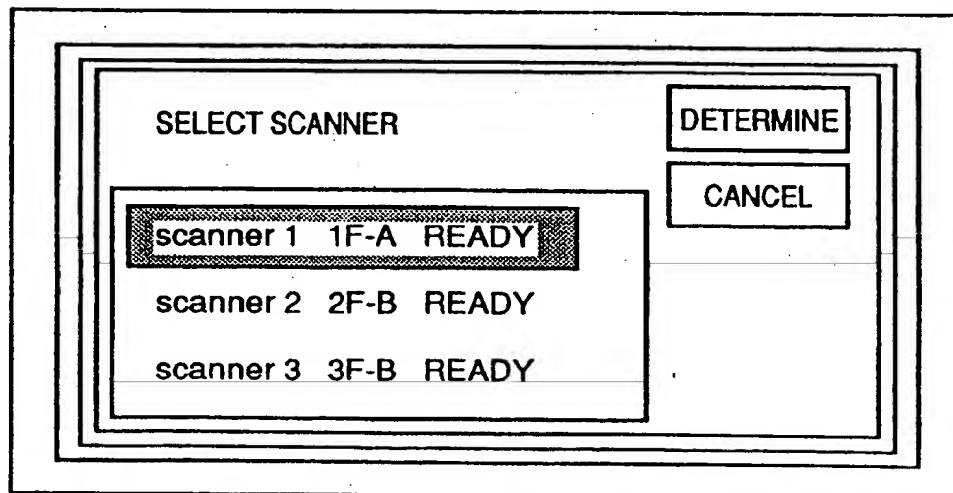 SELECT SCANNER
DETERMINE
CANCEL
scanner 1 1F-A READY
scanner 2 2F-B READY
scanner 3 3F-B READY